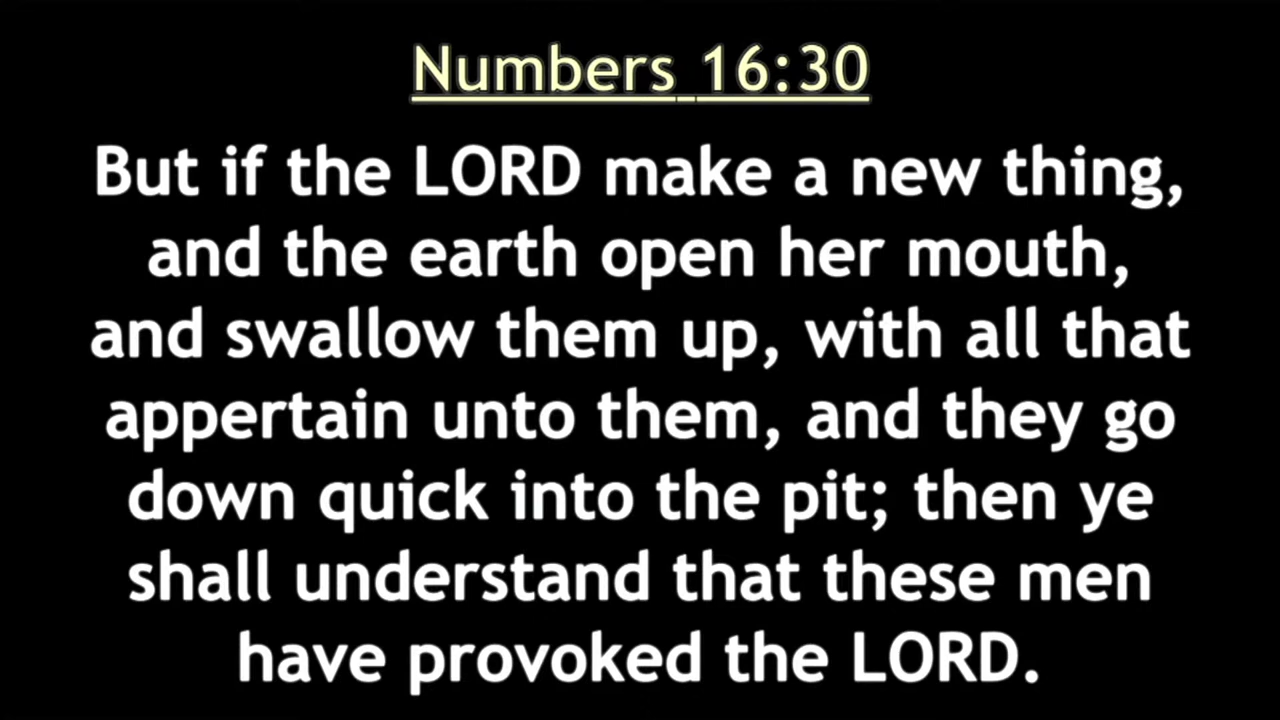 Numbers 16:30
But if the LORD make a new thing,
and the earth open her mouth,
and swallow them up, with all that
appertain unto them, and they go
down quick into the pit; then ye
shall understand that these men
have provoked the LORD.